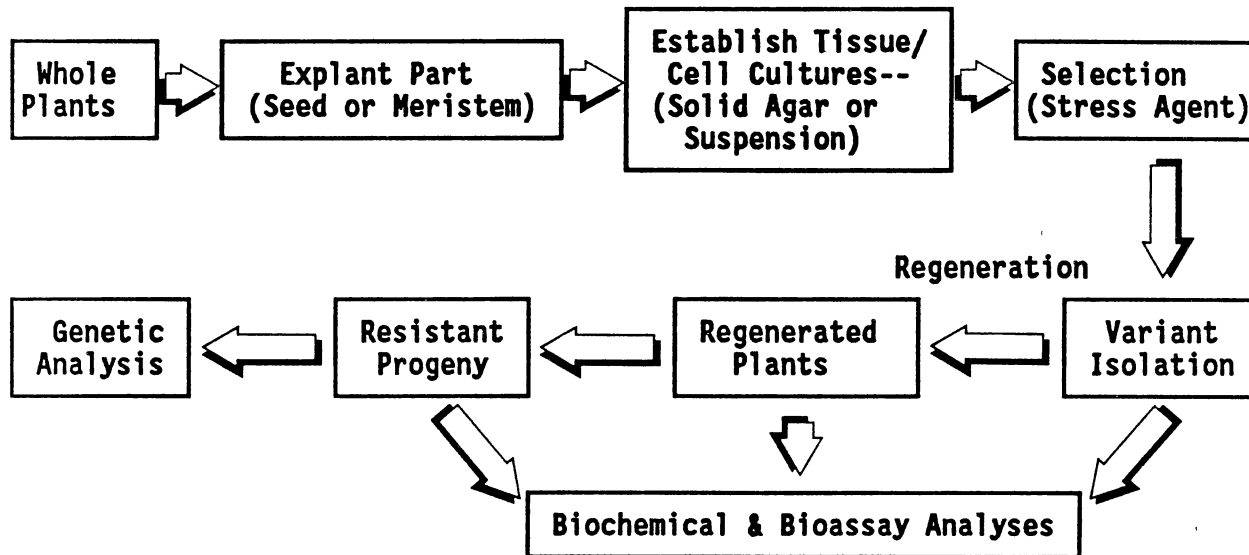 Whole
Plants
Explant Part
(Seed or Meristem)
Establish Tissue/
Cell Cultures--
(Solid Agar or
Suspension)
Selection
(Stress Agent)
Regeneration
Variant
Isolation
Regenerated
Plants
Resistant
Progeny
Genetic
Analysis
Biochemical & Bioassay Analyses